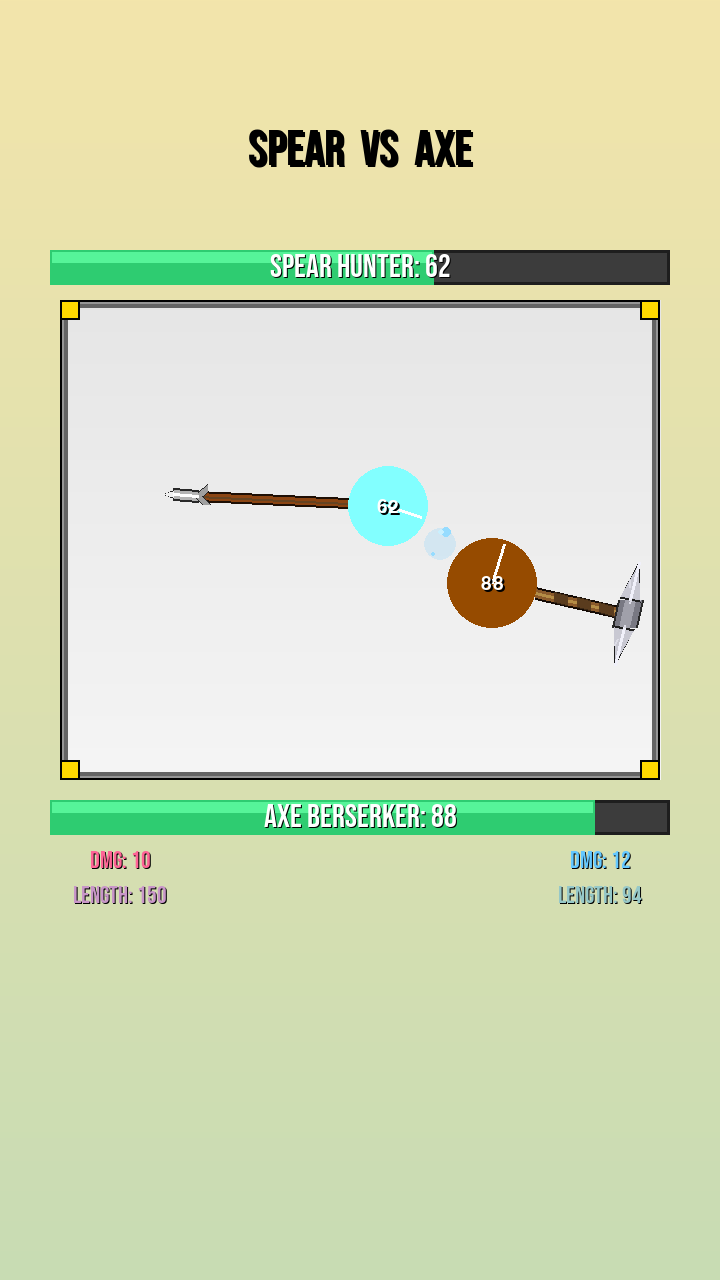 SPEAR VS AXE
SPEAR HUNTER: 62
62
88
AXE BERSERKER: 88
DMG: 10
DMG: 12
LENGTH: 150
LENGTH: 94